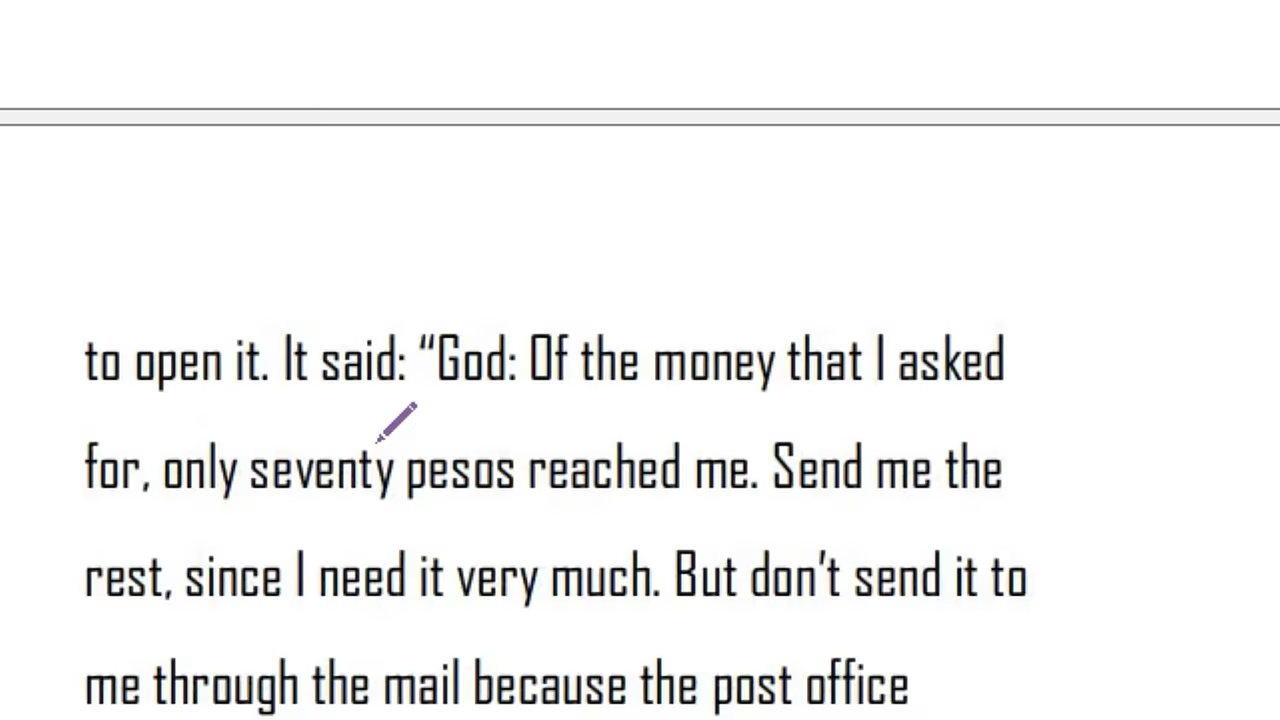 to open it. It said: “God: Of the money that I asked
for, only seventy pesos reached me. Send me the
rest, since I need it very much. But don’t send it to
me through the mail because the post office